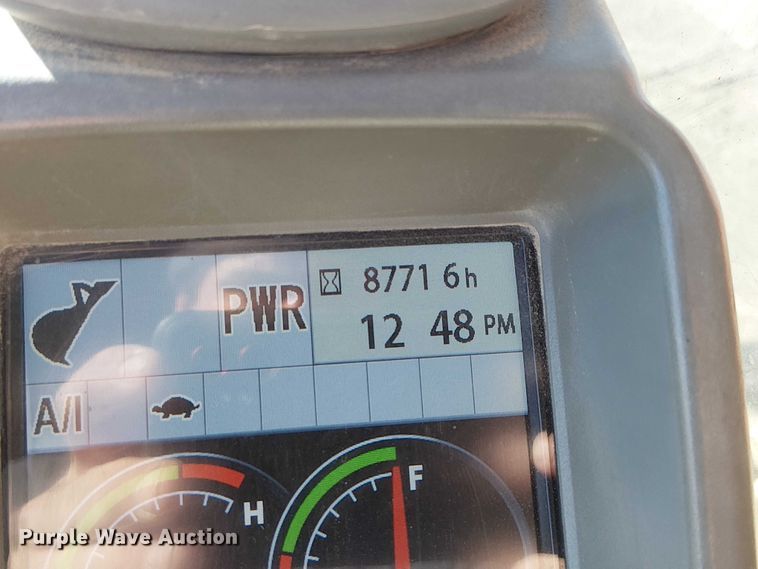 8771 6h
PWR
12 48 PM
A/I
H
F
Purple Wave Auction